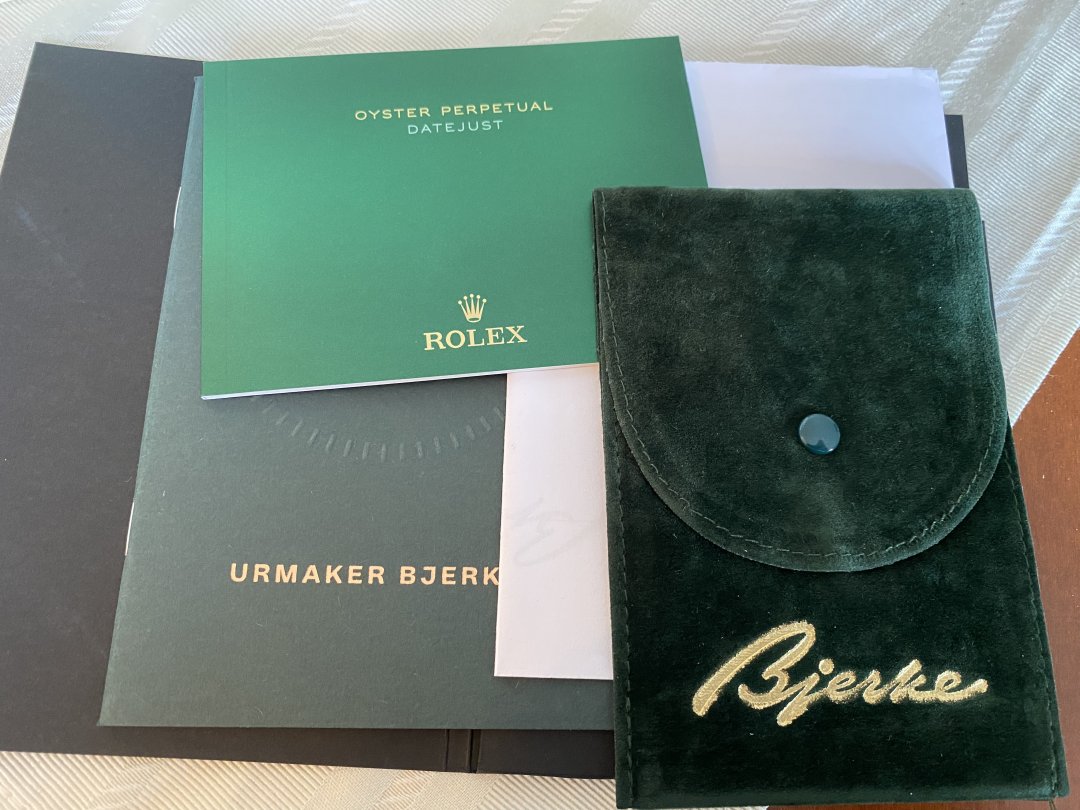 OYSTER PERPETUAL
DATEJUST
ROLEX
URMAKER BJERK
Bjerke